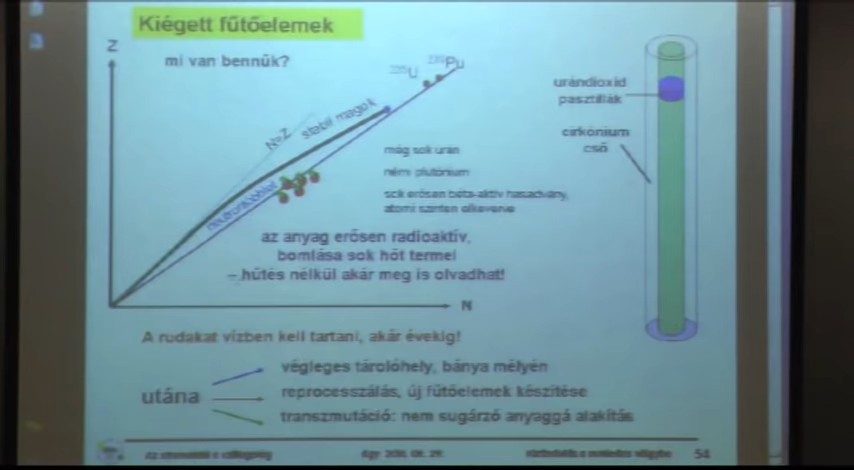 Kiégett fűtőelemek
Z
mi van bennük?
U
Pu
N=Z
stabil magok
neutrontöbblet
még sok urán
némi plutónium
sok erősen béta-aktív hasadvány,
atomi szinten elkeverve
urándioxid
pasztillák
cirkónium
cső
az anyag erősen radioaktív,
bomlása sok hőt termel
– hűtés nélkül akár meg is olvadhat!
N
A rudakat vízben kell tartani, akár évekig!
utána
végleges tárolóhely, bánya mélyén
reprocesszálás, új fűtőelemek készítése
transzmutáció: nem sugárzó anyaggá alakítás
54